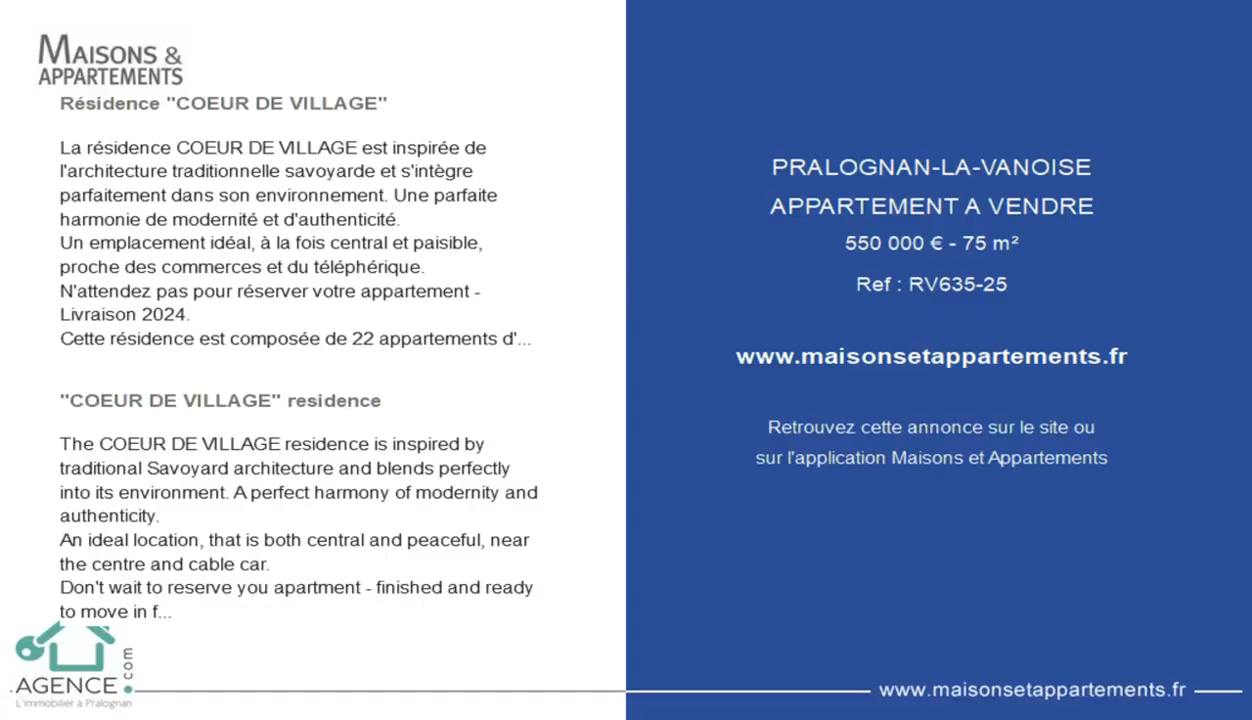 MAISONS &
APPARTEMENTS
Résidence "COEUR DE VILLAGE"
La résidence COEUR DE VILLAGE est inspirée de
l'architecture traditionnelle savoyarde et s'intègre
parfaitement dans son environnement. Une parfaite
harmonie de modernité et d'authenticité.
Un emplacement idéal, à la fois central et paisible,
proche des commerces et du téléphérique.
N'attendez pas pour réserver votre appartement -
Livraison 2024.
Cette résidence est composée de 22 appartements d'...
"COEUR DE VILLAGE" residence
The COEUR DE VILLAGE residence is inspired by
traditional Savoyard architecture and blends perfectly
into its environment. A perfect harmony of modernity and
authenticity.
An ideal location, that is both central and peaceful, near
the centre and cable car.
Don't wait to reserve you apartment - finished and ready
to move in f...
.AGENCE.com
L'immobilier à Pralognan
PRALOGNAN-LA-VANOISE
APPARTEMENT A VENDRE
550 000 € - 75 m²
Ref : RV635-25
www.maisonsetappartements.fr
Retrouvez cette annonce sur le site ou
sur l'application Maisons et Appartements
www.maisonsetappartements.fr